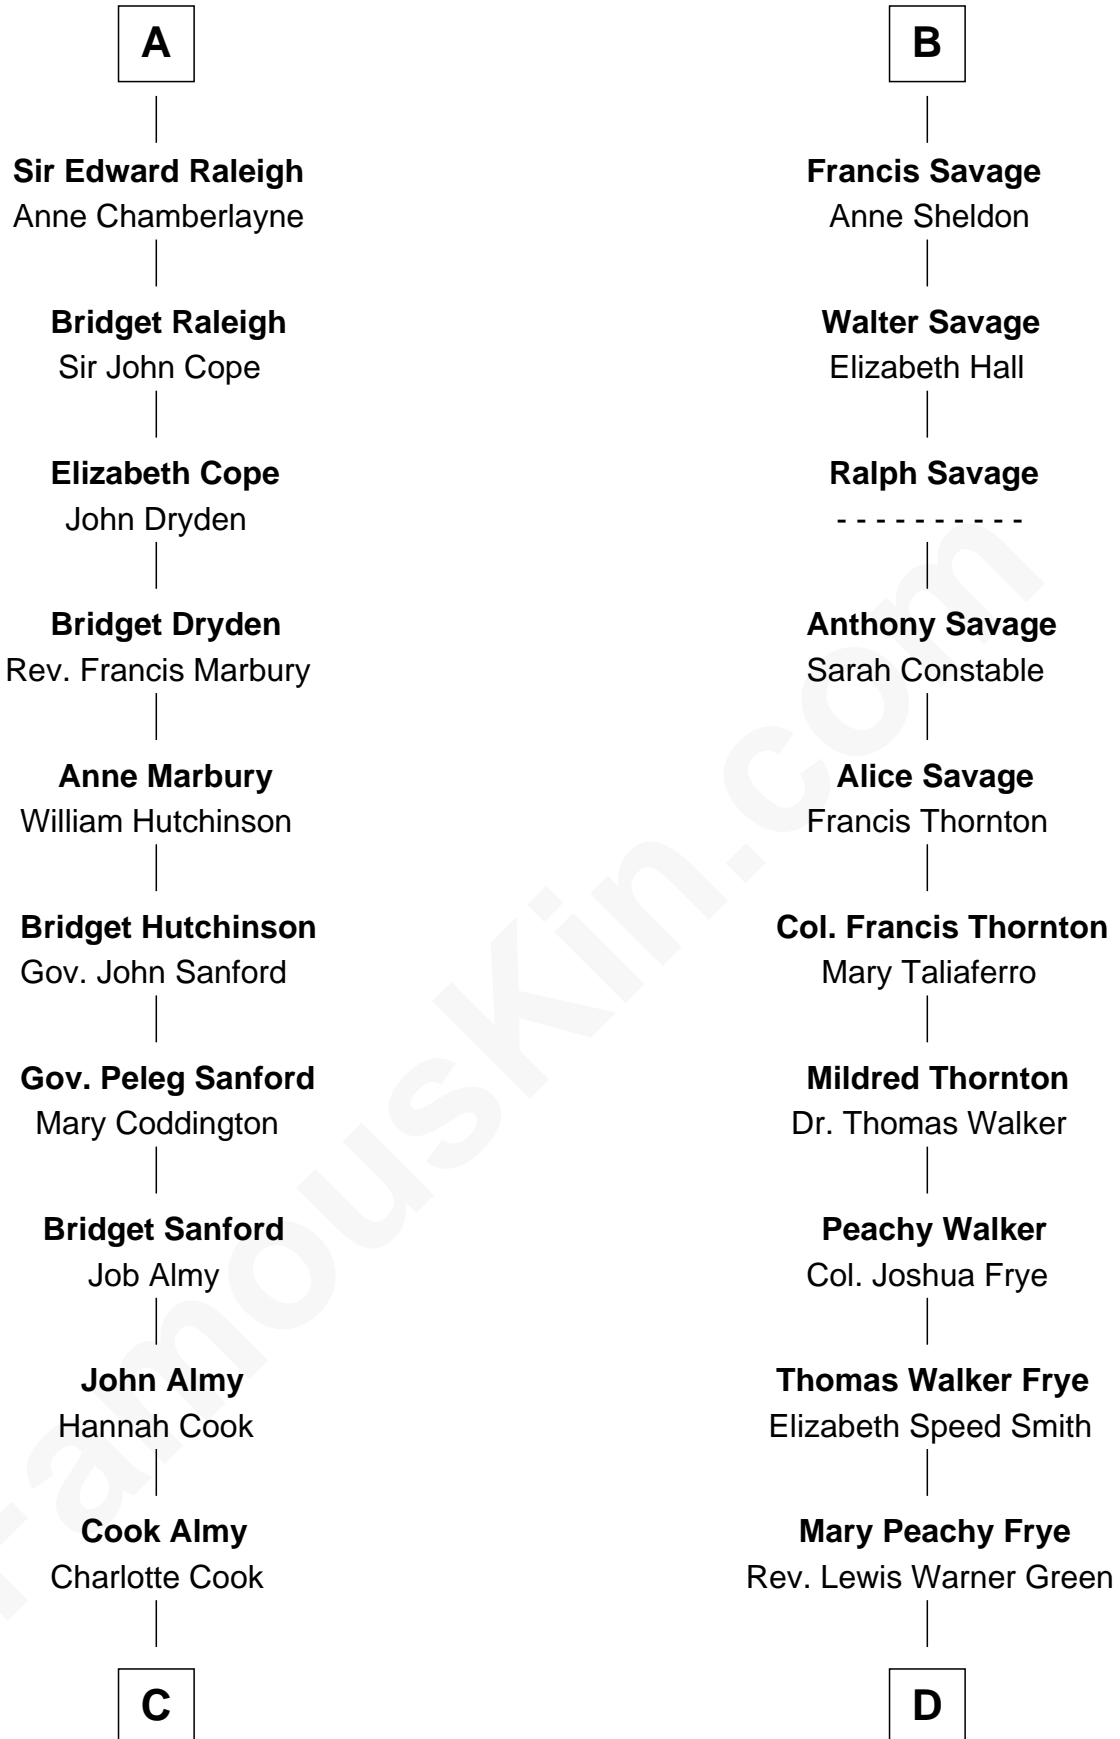 A
Sir Edward Raleigh
Anne Chamberlayne
Bridget Raleigh
Sir John Cope
Elizabeth Cope
John Dryden
Bridget Dryden
Rev. Francis Marbury
Anne Marbury
William Hutchinson
Bridget Hutchinson
Gov. John Sanford
Gov. Peleg Sanford
Mary Coddington
Bridget Sanford
Job Almy
John Almy
Hannah Cook
Cook Almy
Charlotte Cook
C
B
Francis Savage
Anne Sheldon
Walter Savage
Elizabeth Hall
Ralph Savage
- - - - - - - - - -
Anthony Savage
Sarah Constable
Alice Savage
Francis Thornton
Col. Francis Thornton
Mary Taliaferro
Mildred Thornton
Dr. Thomas Walker
Peachy Walker
Col. Joshua Frye
Thomas Walker Frye
Elizabeth Speed Smith
Mary Peachy Frye
Rev. Lewis Warner Green
D
FamousKin.com